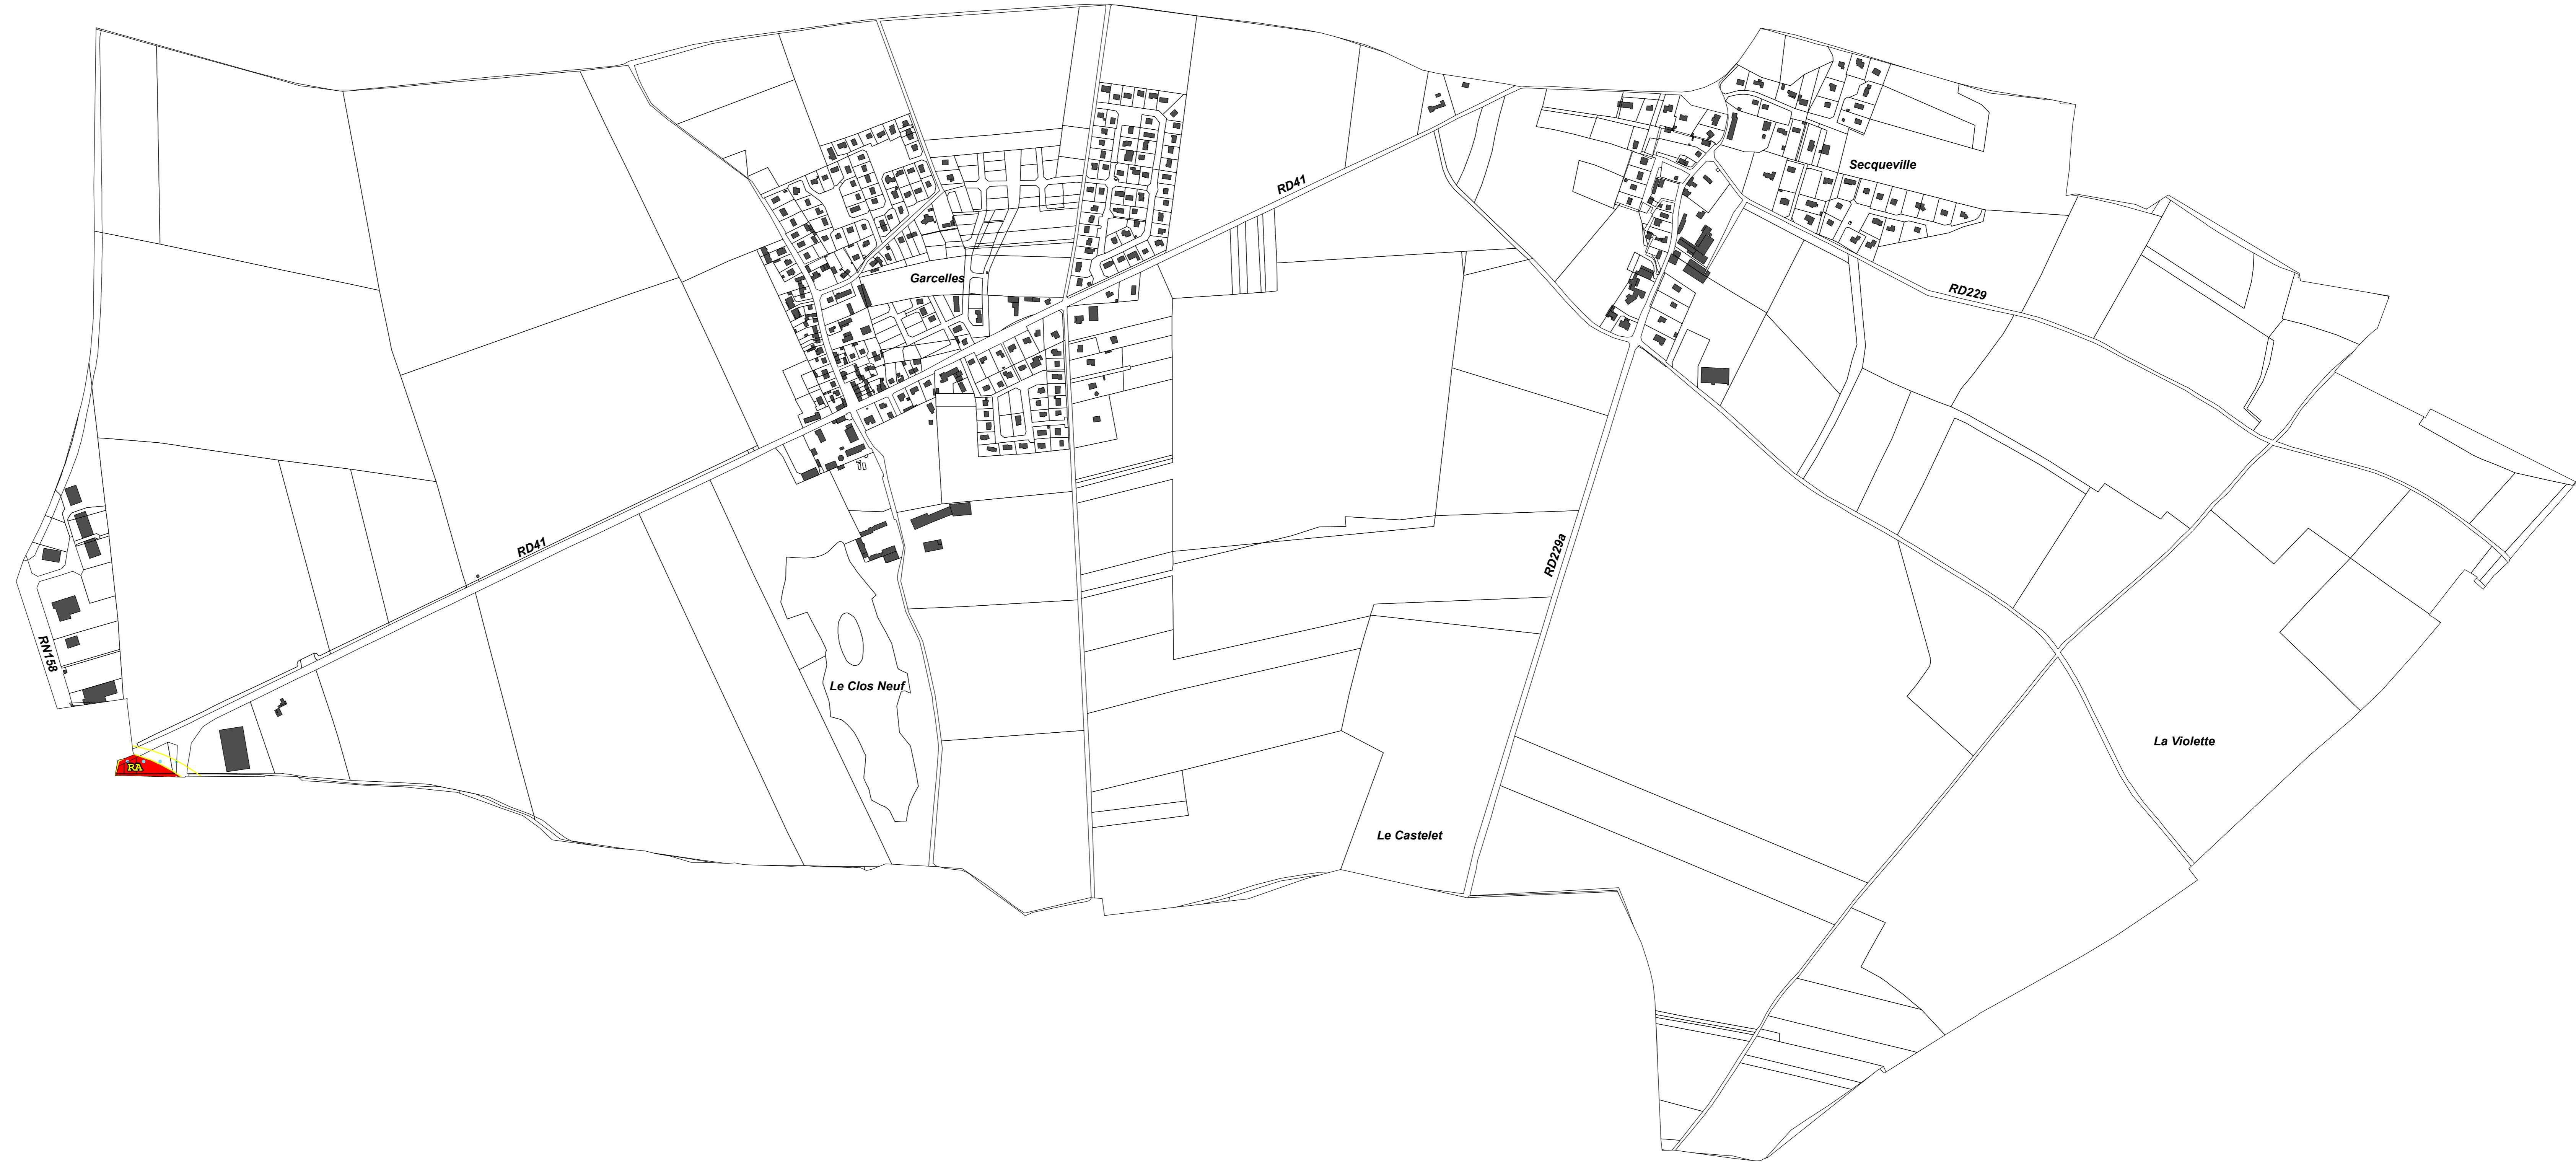 Secqueville
RD41
Garcelles
RD229
RD41
RD229a
RN158
Le Clos Neuf
La Violette
RA
Le Castelet